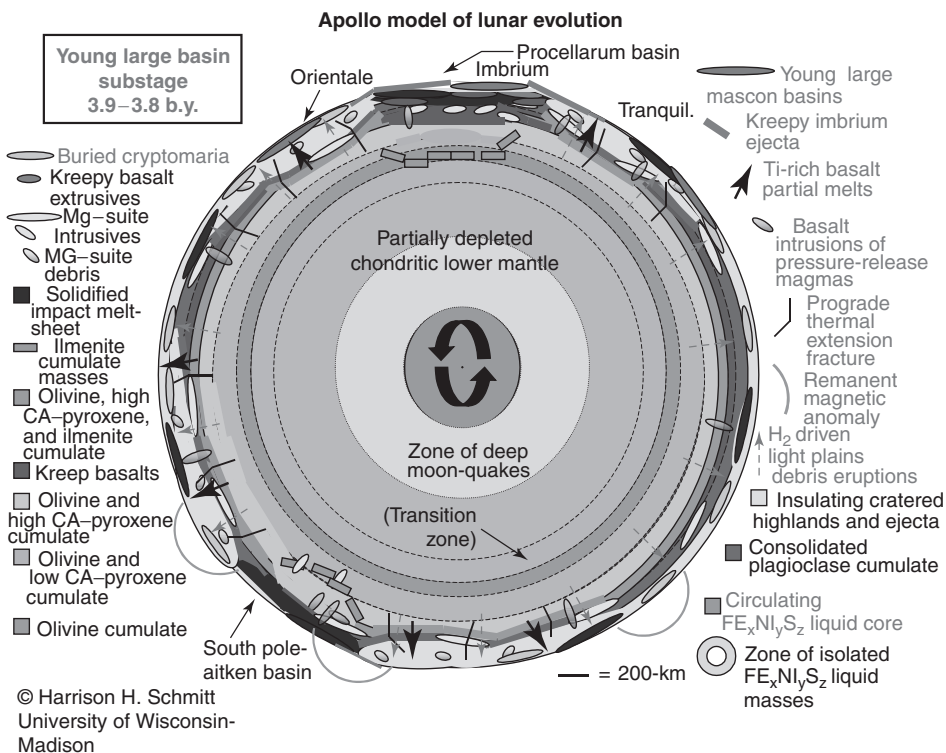 Apollo model of lunar evolution
Young large basin
substage
3.9–3.8 b.y.
Orientale
Procellarum basin
Imbrium
Tranquil.
Buried cryptomaria
Kreepy basalt
extrusives
Mg–suite
Intrusives
MG–suite
debris
Solidified
impact melt-
sheet
Ilmenite
cumulate
masses
Olivine, high
CA–pyroxene,
and ilmenite
cumulate
Kreep basalts
Olivine and
high CA–pyroxene
cumulate
Olivine and
low CA–pyroxene
cumulate
Olivine cumulate
Partially depleted
chondritic lower mantle
Zone of deep
moon-quakes
(Transition
zone)
South pole-
aitken basin
= 200-km
Young large
mascon basins
Kreepy imbrium
ejecta
Ti-rich basalt
partial melts
Basalt
intrusions of
pressure-release
magmas
Prograde
thermal
extension
fracture
Remanent
magnetic
anomaly
H2 driven
light plains
debris eruptions
Insulating cratered
highlands and ejecta
Consolidated
plagioclase cumulate
Circulating
FExNIySz liquid core
Zone of isolated
FExNIySz liquid
masses
© Harrison H. Schmitt
University of Wisconsin-
Madison